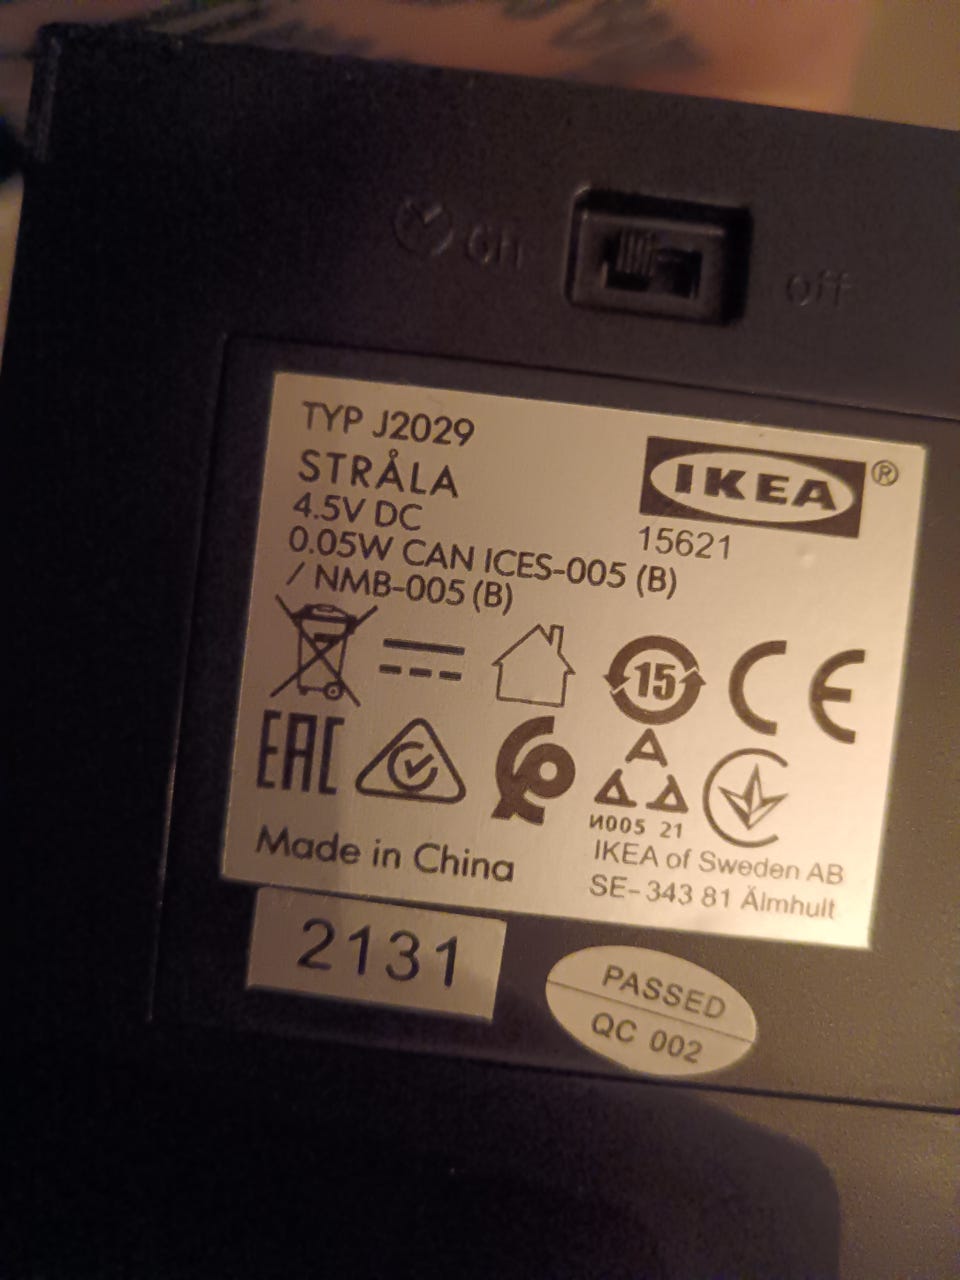 on
off
TYP J2029
STRÅLA
4.5V DC
0.05W CAN ICES-005 (B)
/ NMB-005 (B)
IKEA®
15621
15
CE
EAC
И005 21
Made in China
IKEA of Sweden AB
SE-343 81 Älmhult
2131
PASSED
QC 002